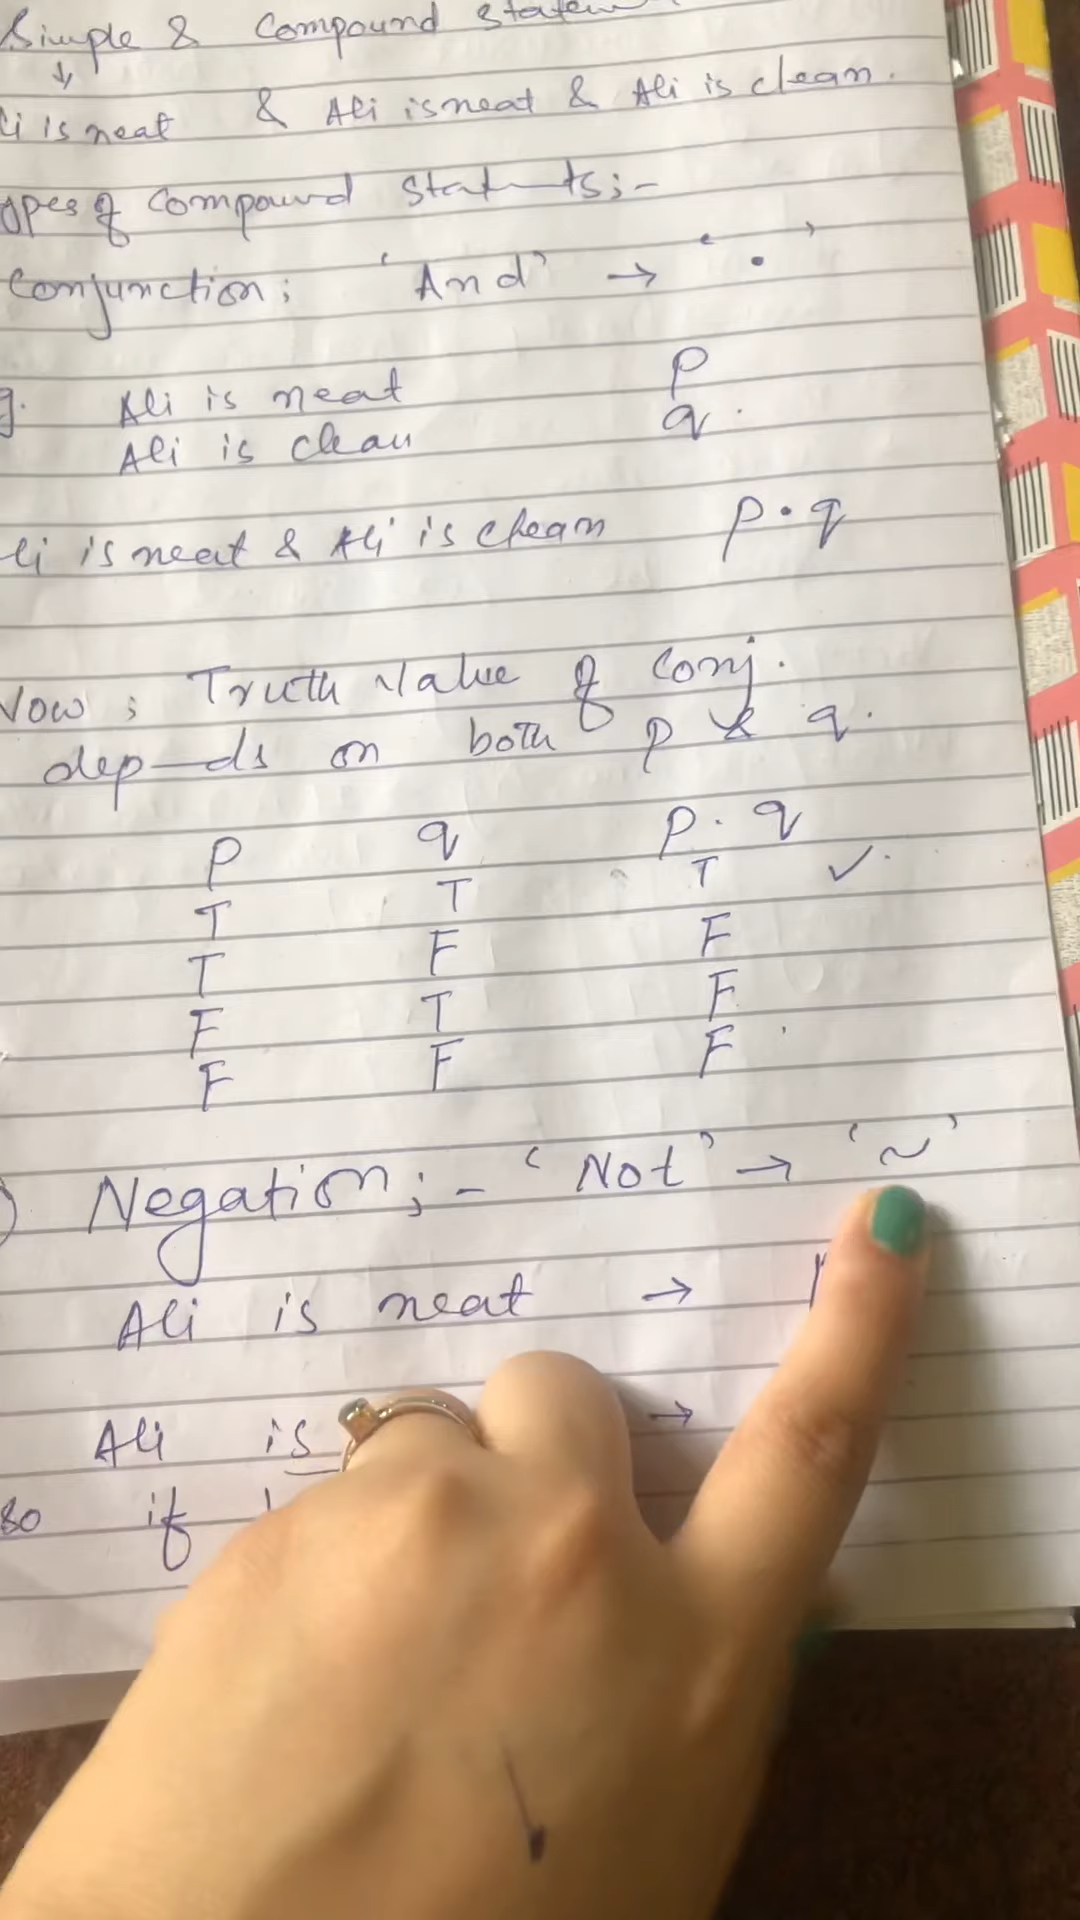 Simple & Compound
is neat & Ali is neat & Ali is clean.
of Compound Stat—ts;-
Conjunction; 'And' → ' • '
Ali is neat p
Ali is clean q.
is neat & Ali is clean p • q
Now; Truth Value of Conj.
dep—ds on both p & q.
p q p . q
T T T ✓
T F F
F T F
F F F
Negation;- 'Not' → '~'
Ali is neat →
Ali is →
so if